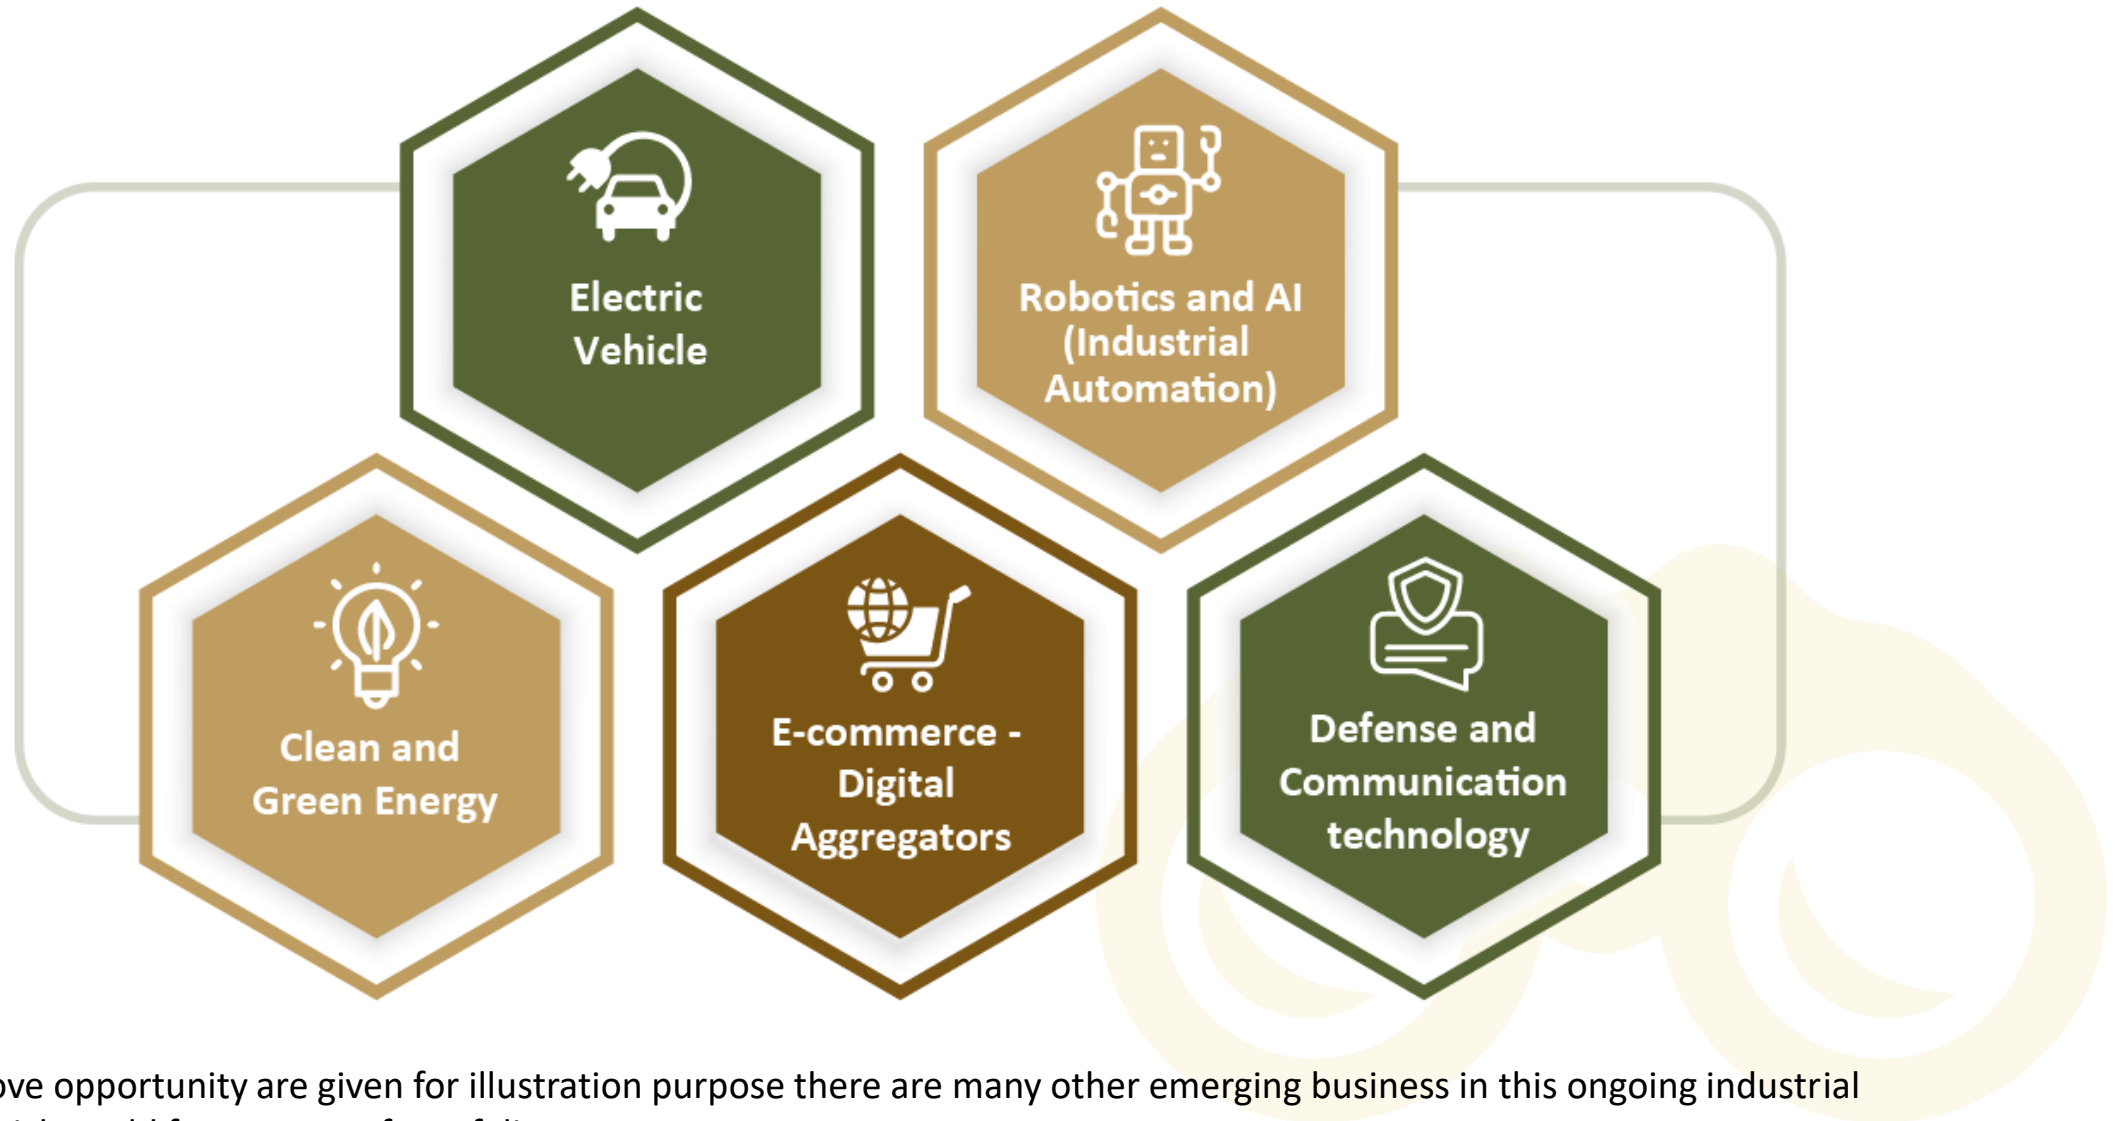 Electric
Vehicle
Robotics and AI
(Industrial
Automation)
Clean and
Green Energy
E-commerce -
Digital
Aggregators
Defense and
Communication
technology
opportunity are given for illustration purpose there are many other emerging business in this ongoing industrial